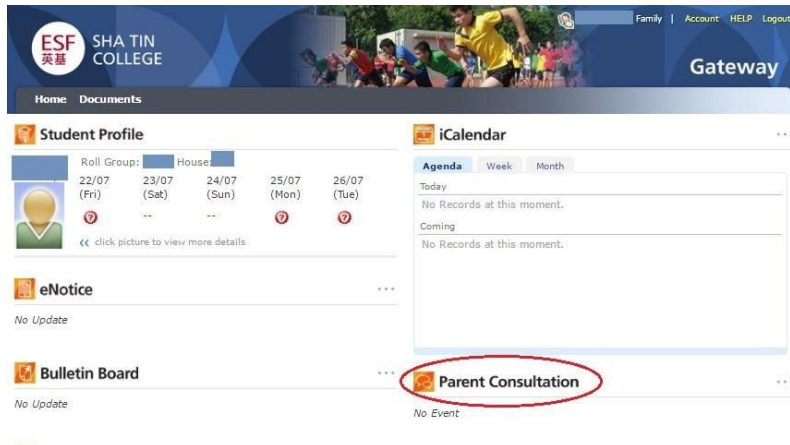 Family | Account HELP Logout
ESF SHA TIN
英基 COLLEGE
Gateway
Home Documents
Student Profile
Roll Group: House:
22/07 23/07 24/07 25/07 26/07
(Fri) (Sat) (Sun) (Mon) (Tue)
? -- -- ? ?
‹‹ click picture to view more details
eNotice ...
No Update
Bulletin Board ...
No Update
iCalendar ..
Agenda Week Month
Today
No Records at this moment.
Coming
No Records at this moment.
Parent Consultation ..
No Event